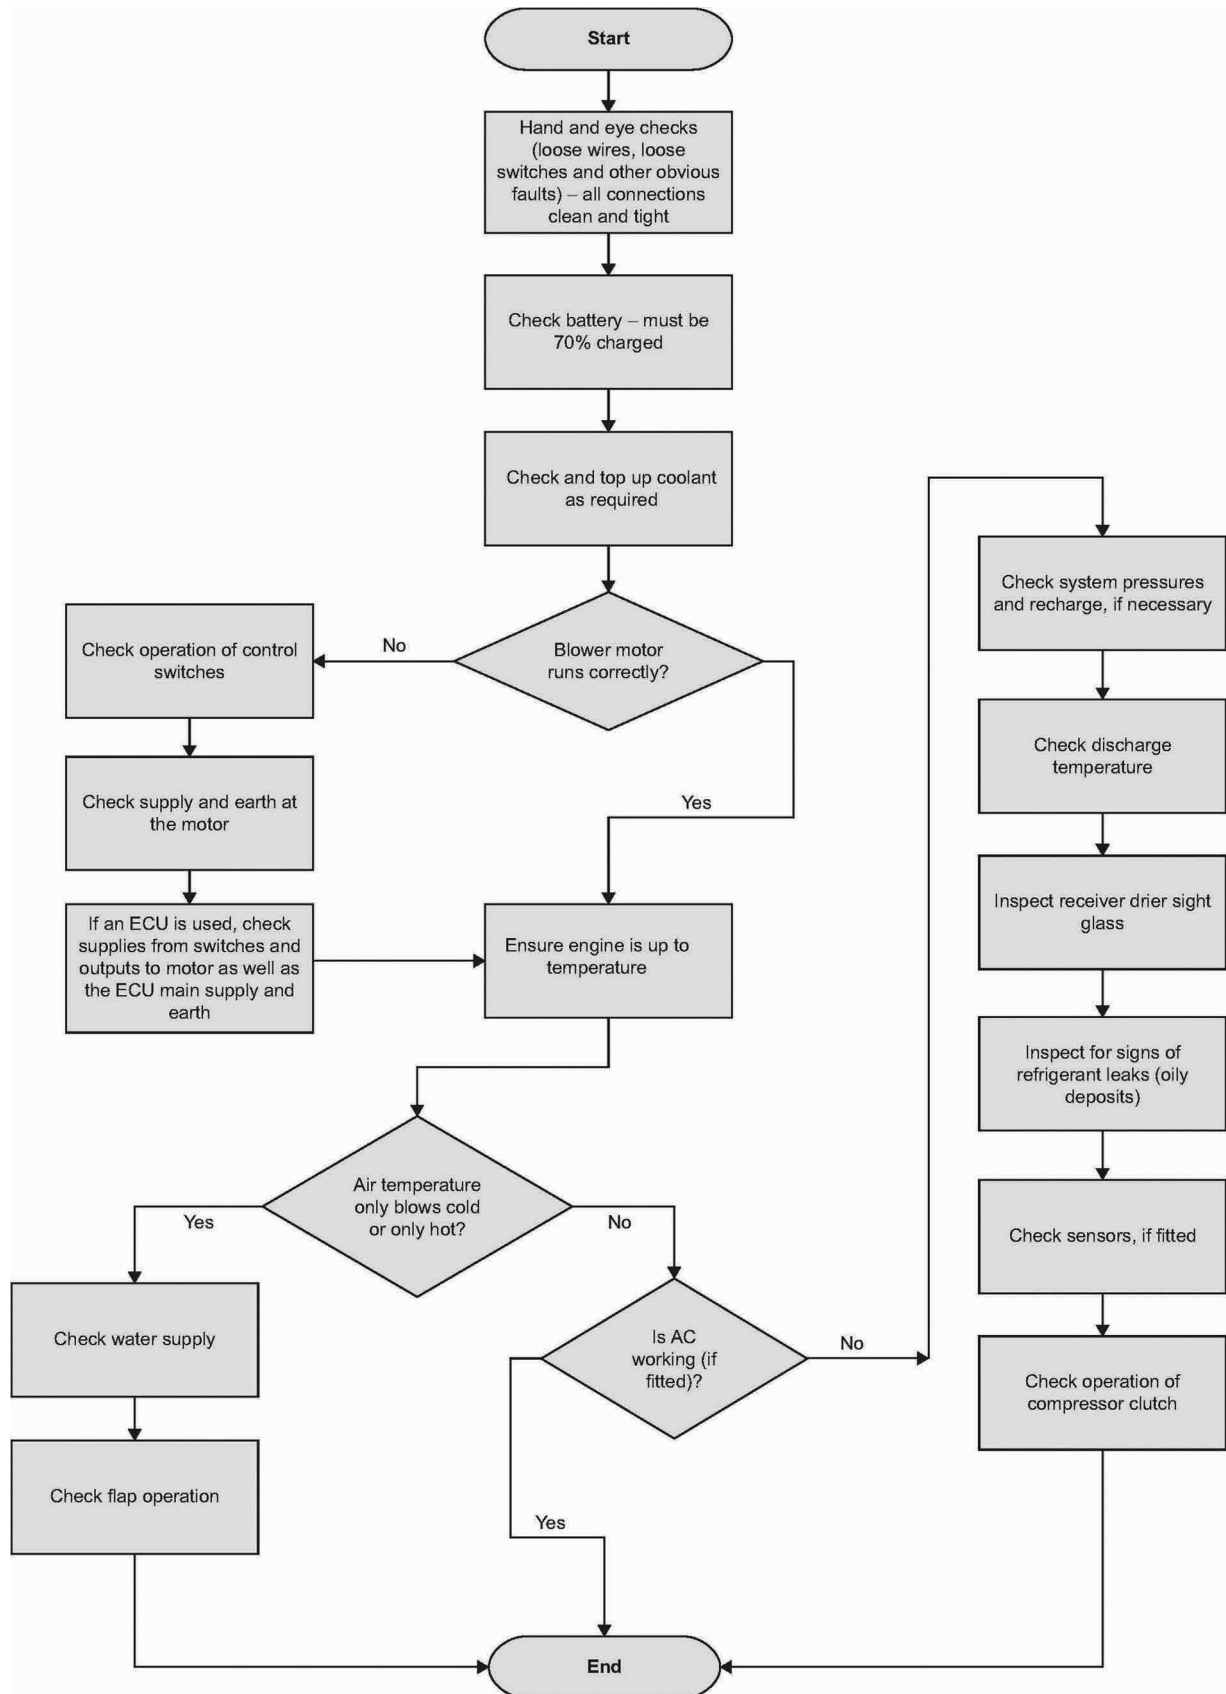 Start
Hand and eye checks
(loose wires, loose
switches and other obvious
faults) – all connections
clean and tight
Check battery – must be
70% charged
Check and top up coolant
as required
Blower motor
runs correctly?
No
Yes
Check operation of control
switches
Check supply and earth at
the motor
If an ECU is used, check
supplies from switches and
outputs to motor as well as
the ECU main supply and
earth
Ensure engine is up to
temperature
Air temperature
only blows cold
or only hot?
Yes
No
Check water supply
Check flap operation
Is AC
working (if
fitted)?
No
Yes
Check system pressures
and recharge, if necessary
Check discharge
temperature
Inspect receiver drier sight
glass
Inspect for signs of
refrigerant leaks (oily
deposits)
Check sensors, if fitted
Check operation of
compressor clutch
End